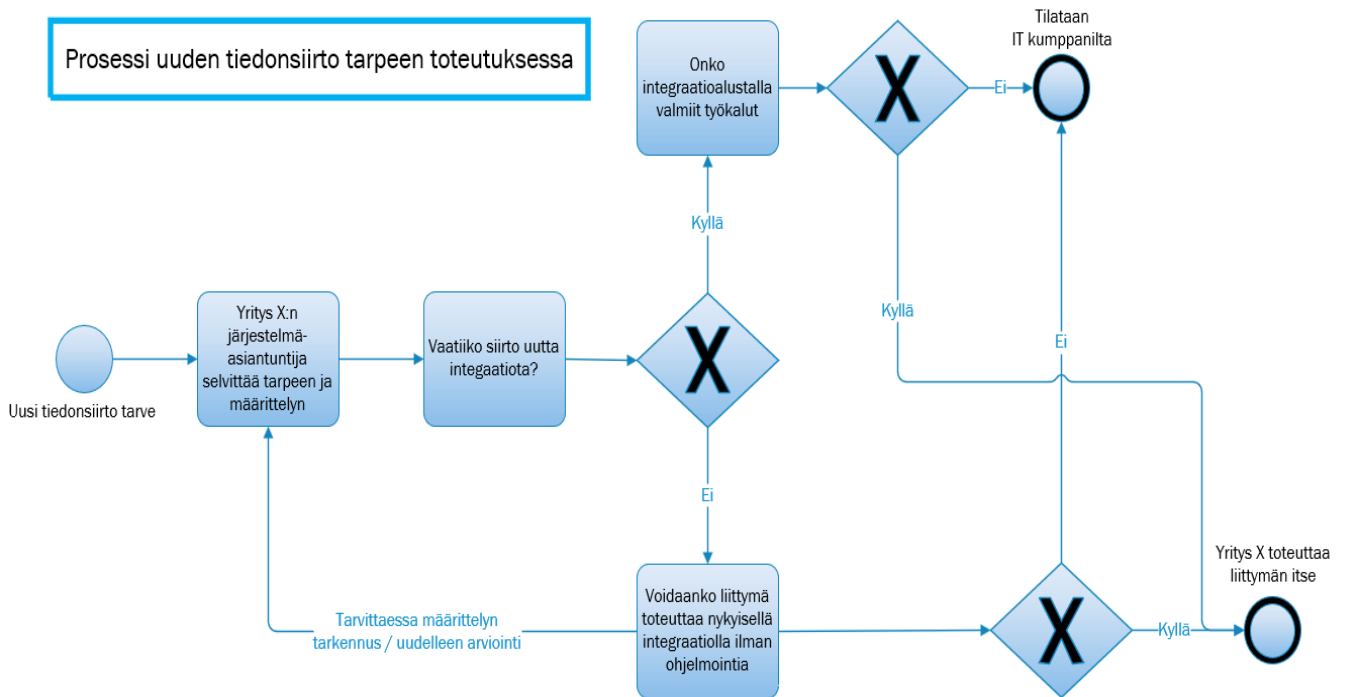 Prosessi uuden tiedonsiirto tarpeen toteutuksessa
Onko
integraatioalustalla
valmiit työkalut
X
Ei
Tilataan
IT kumppanilta
Kyllä
Kyllä
Uusi tiedonsiirto tarve
Yritys X:n
järjestelmä-
asiantuntija
selvittää tarpeen ja
määrittelyn
Vaatiiko siirto uutta
integaatiota?
X
Ei
Ei
Tarvittaessa määrittelyn
tarkennus / uudelleen arviointi
Voidaanko liittymä
toteuttaa nykyisellä
integraatiolla ilman
ohjelmointia
X
Kyllä
Yritys X toteuttaa
liittymän itse